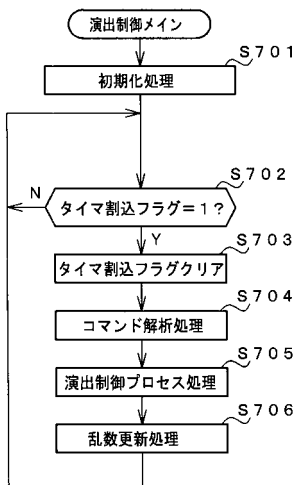 演出制御メイン
S701
初期化処理
S702
N
タイマ割込フラグ=1?
Y
S703
タイマ割込フラグクリア
S704
コマンド解析処理
S705
演出制御プロセス処理
S706
乱数更新処理